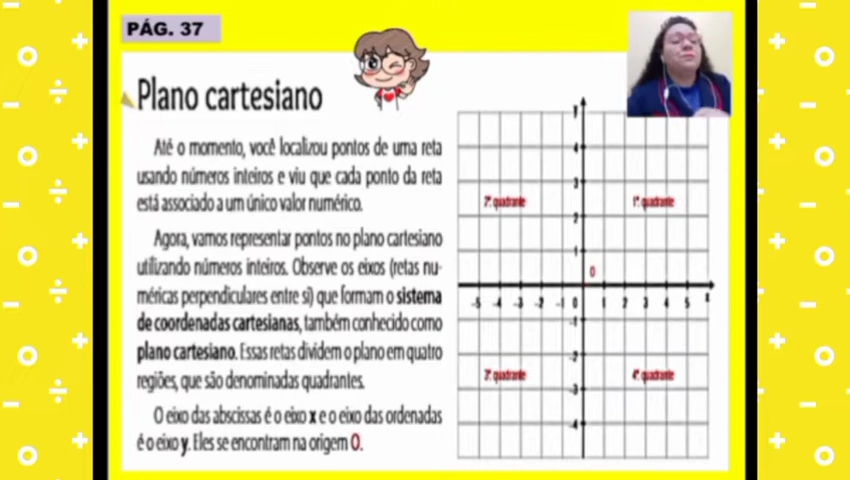 PÁG. 37
Plano cartesiano
Até o momento, você localizou pontos de uma reta
usando números inteiros e viu que cada ponto da reta
está associado a um único valor numérico.
Agora, vamos representar pontos no plano cartesiano
utilizando números inteiros. Observe os eixos (retas nu-
méricas perpendiculares entre si) que formam o sistema
de coordenadas cartesianas, também conhecido como
plano cartesiano. Essas retas dividem o plano em quatro
regiões, que são denominadas quadrantes.
O eixo das abscissas é o eixo x e o eixo das ordenadas
é o eixo y. Eles se encontram na origem O.
y
4
3
2º. quadrante 1º. quadrante
2
1
O
-5 -4 -3 -2 -1 0 1 2 3 4 5 x
-1
-2
3º. quadrante 4º. quadrante
-3
-4